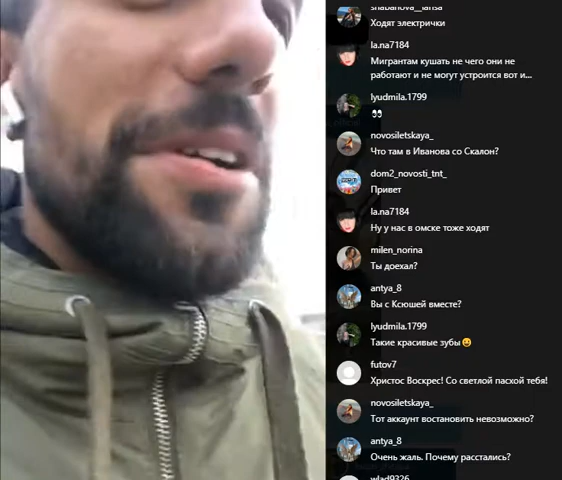 shabanova__larisa
Ходят электрички
la.na7184
Мигрантам кушать не чего они не
работают и не могут устроится вот и...
lyudmila.1799
👀
novosiletskaya_
Что там в Иванова со Скалон?
dom2_novosti_tnt_
Привет
la.na7184
Ну у нас в омске тоже ходят
milen_norina
Ты доехал?
antya_8
Вы с Ксюшей вместе?
lyudmila.1799
Такие красивые зубы😀
futov7
Христос Воскрес! Со светлой пасхой тебя!
novosiletskaya_
Тот аккаунт востановить невозможно?
antya_8
Очень жаль. Почему расстались?
wlad9326